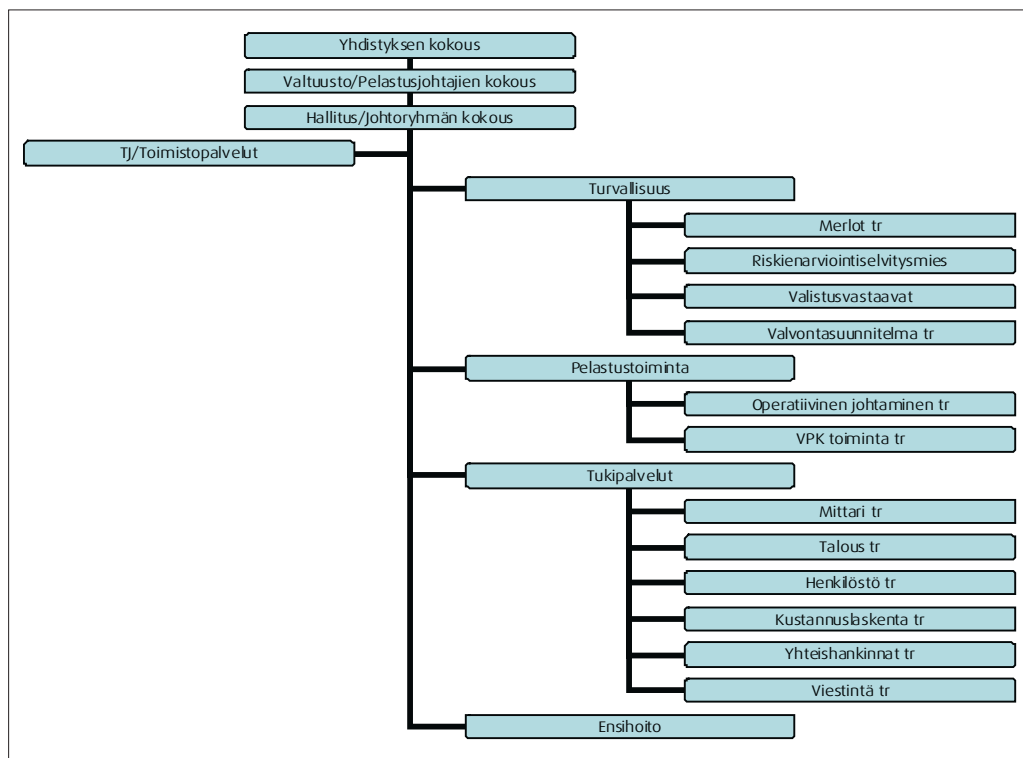 Yhdistyksen kokous
Valtuusto/Pelastusjohtajien kokous
Hallitus/Johtoryhmän kokous
TJ/Toimistopalvelut
Turvallisuus
Merlot tr
Riskienarviointiselvitysmies
Valistusvastaavat
Valvontasuunnitelma tr
Pelastustoiminta
Operatiivinen johtaminen tr
VPK toiminta tr
Tukipalvelut
Mittari tr
Talous tr
Henkilöstö tr
Kustannuslaskenta tr
Yhteishankinnat tr
Viestintä tr
Ensihoito